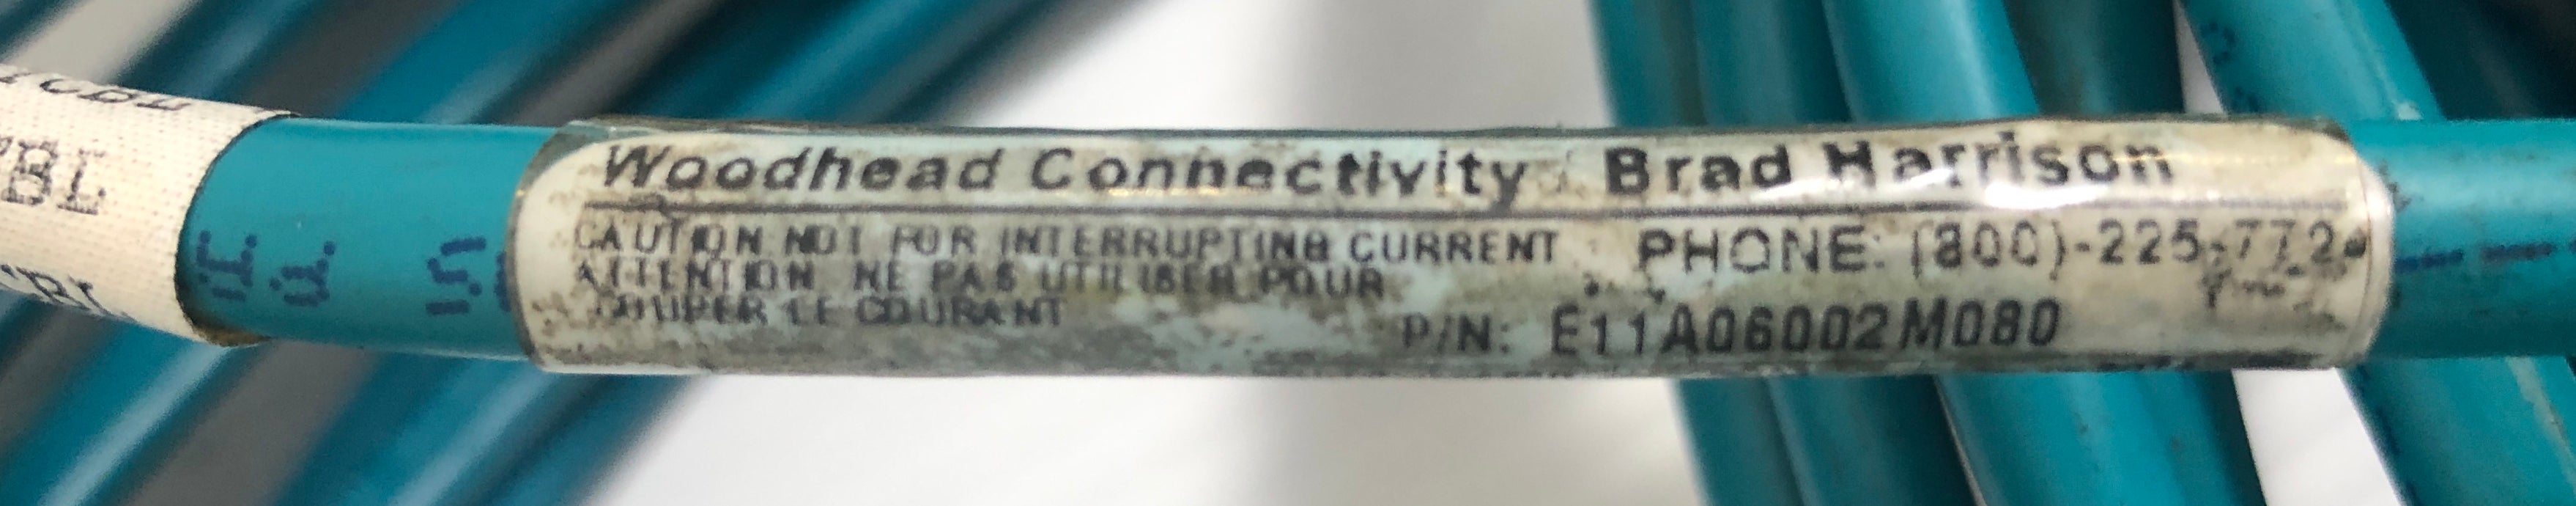 CBL
Woodhead Connectivity Brad Harrison
CAUTION NOT FOR INTERRUPTING CURRENT PHONE: (800)-225-772
ATTENTION NE PAS UTILISER POUR
COUPER LE COURANT
P/N: E11A06002M080